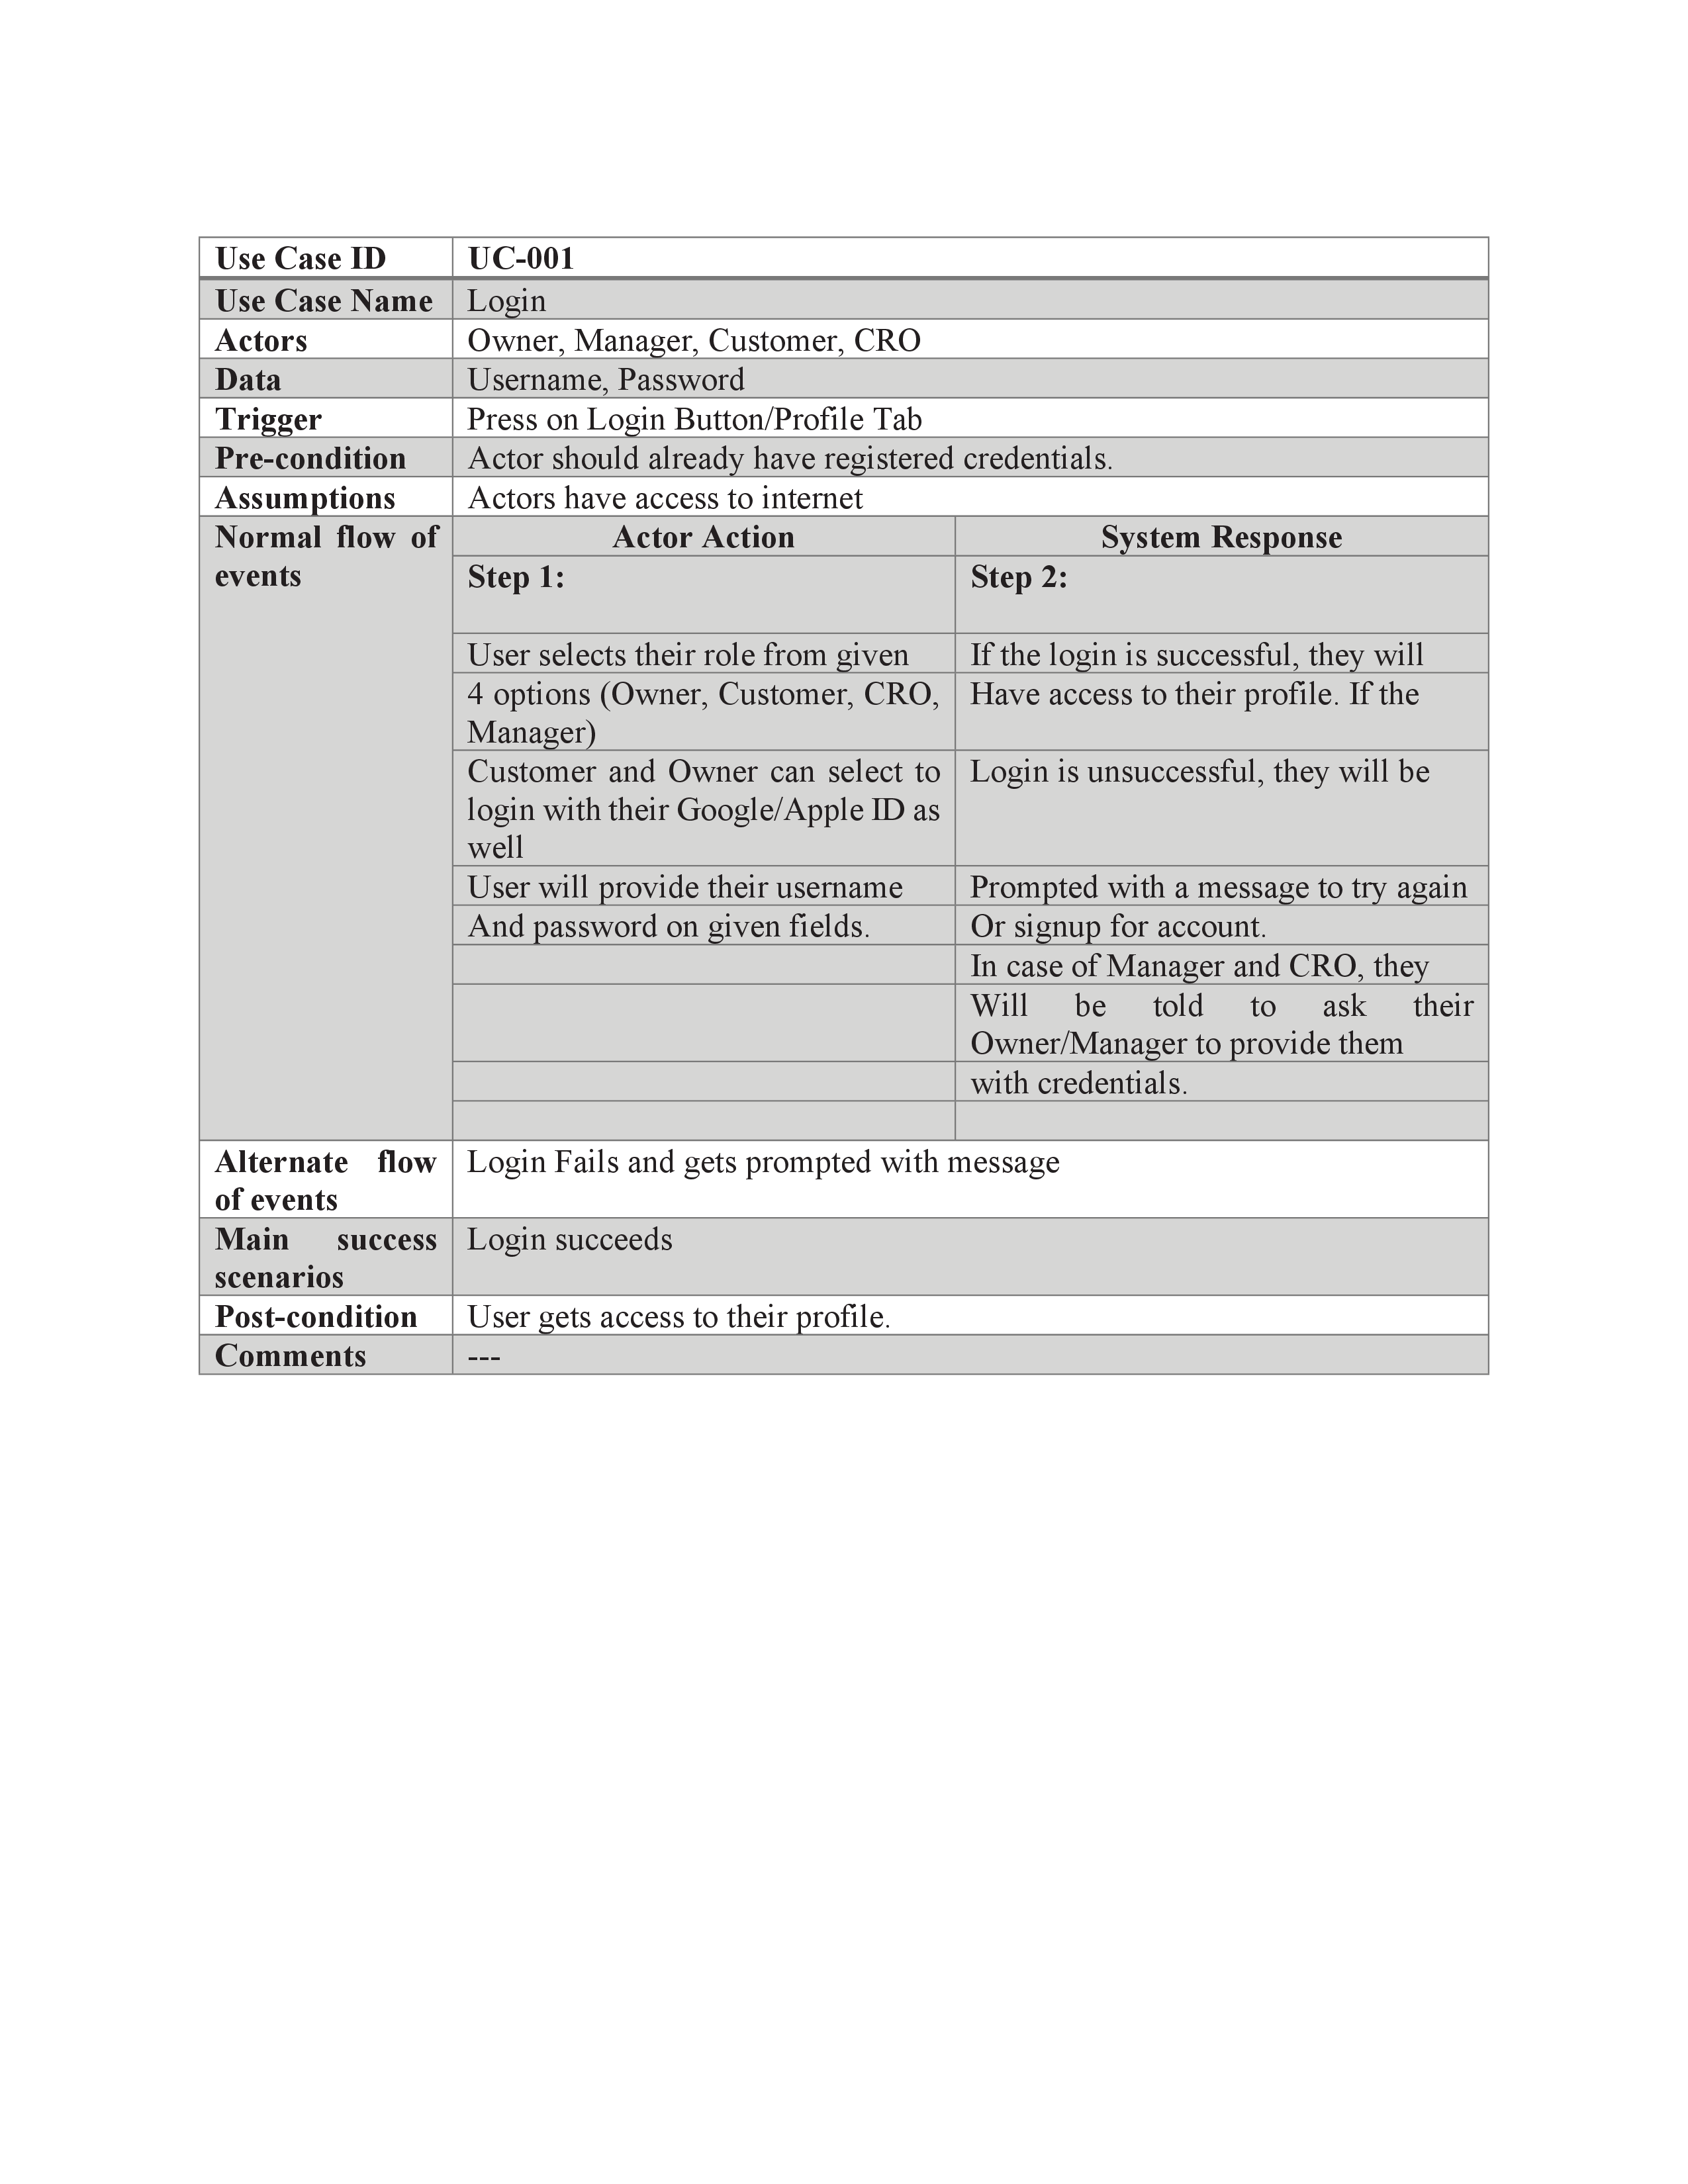 Use Case ID UC-001
Use Case Name Login
Actors Owner, Manager, Customer, CRO
Data Username, Password
Trigger Press on Login Button/Profile Tab
Pre-condition Actor should already have registered credentials.
Assumptions Actors have access to internet
Normal flow of events
Actor Action System Response
Step 1: Step 2:
User selects their role from given If the login is successful, they will
4 options (Owner, Customer, CRO, Have access to their profile. If the
Manager)
Customer and Owner can select to Login is unsuccessful, they will be
login with their Google/Apple ID as
well
User will provide their username Prompted with a message to try again
And password on given fields. Or signup for account.
In case of Manager and CRO, they
Will be told to ask their
Owner/Manager to provide them
with credentials.
Alternate flow Login Fails and gets prompted with message
of events
Main success Login succeeds
scenarios
Post-condition User gets access to their profile.
Comments ---